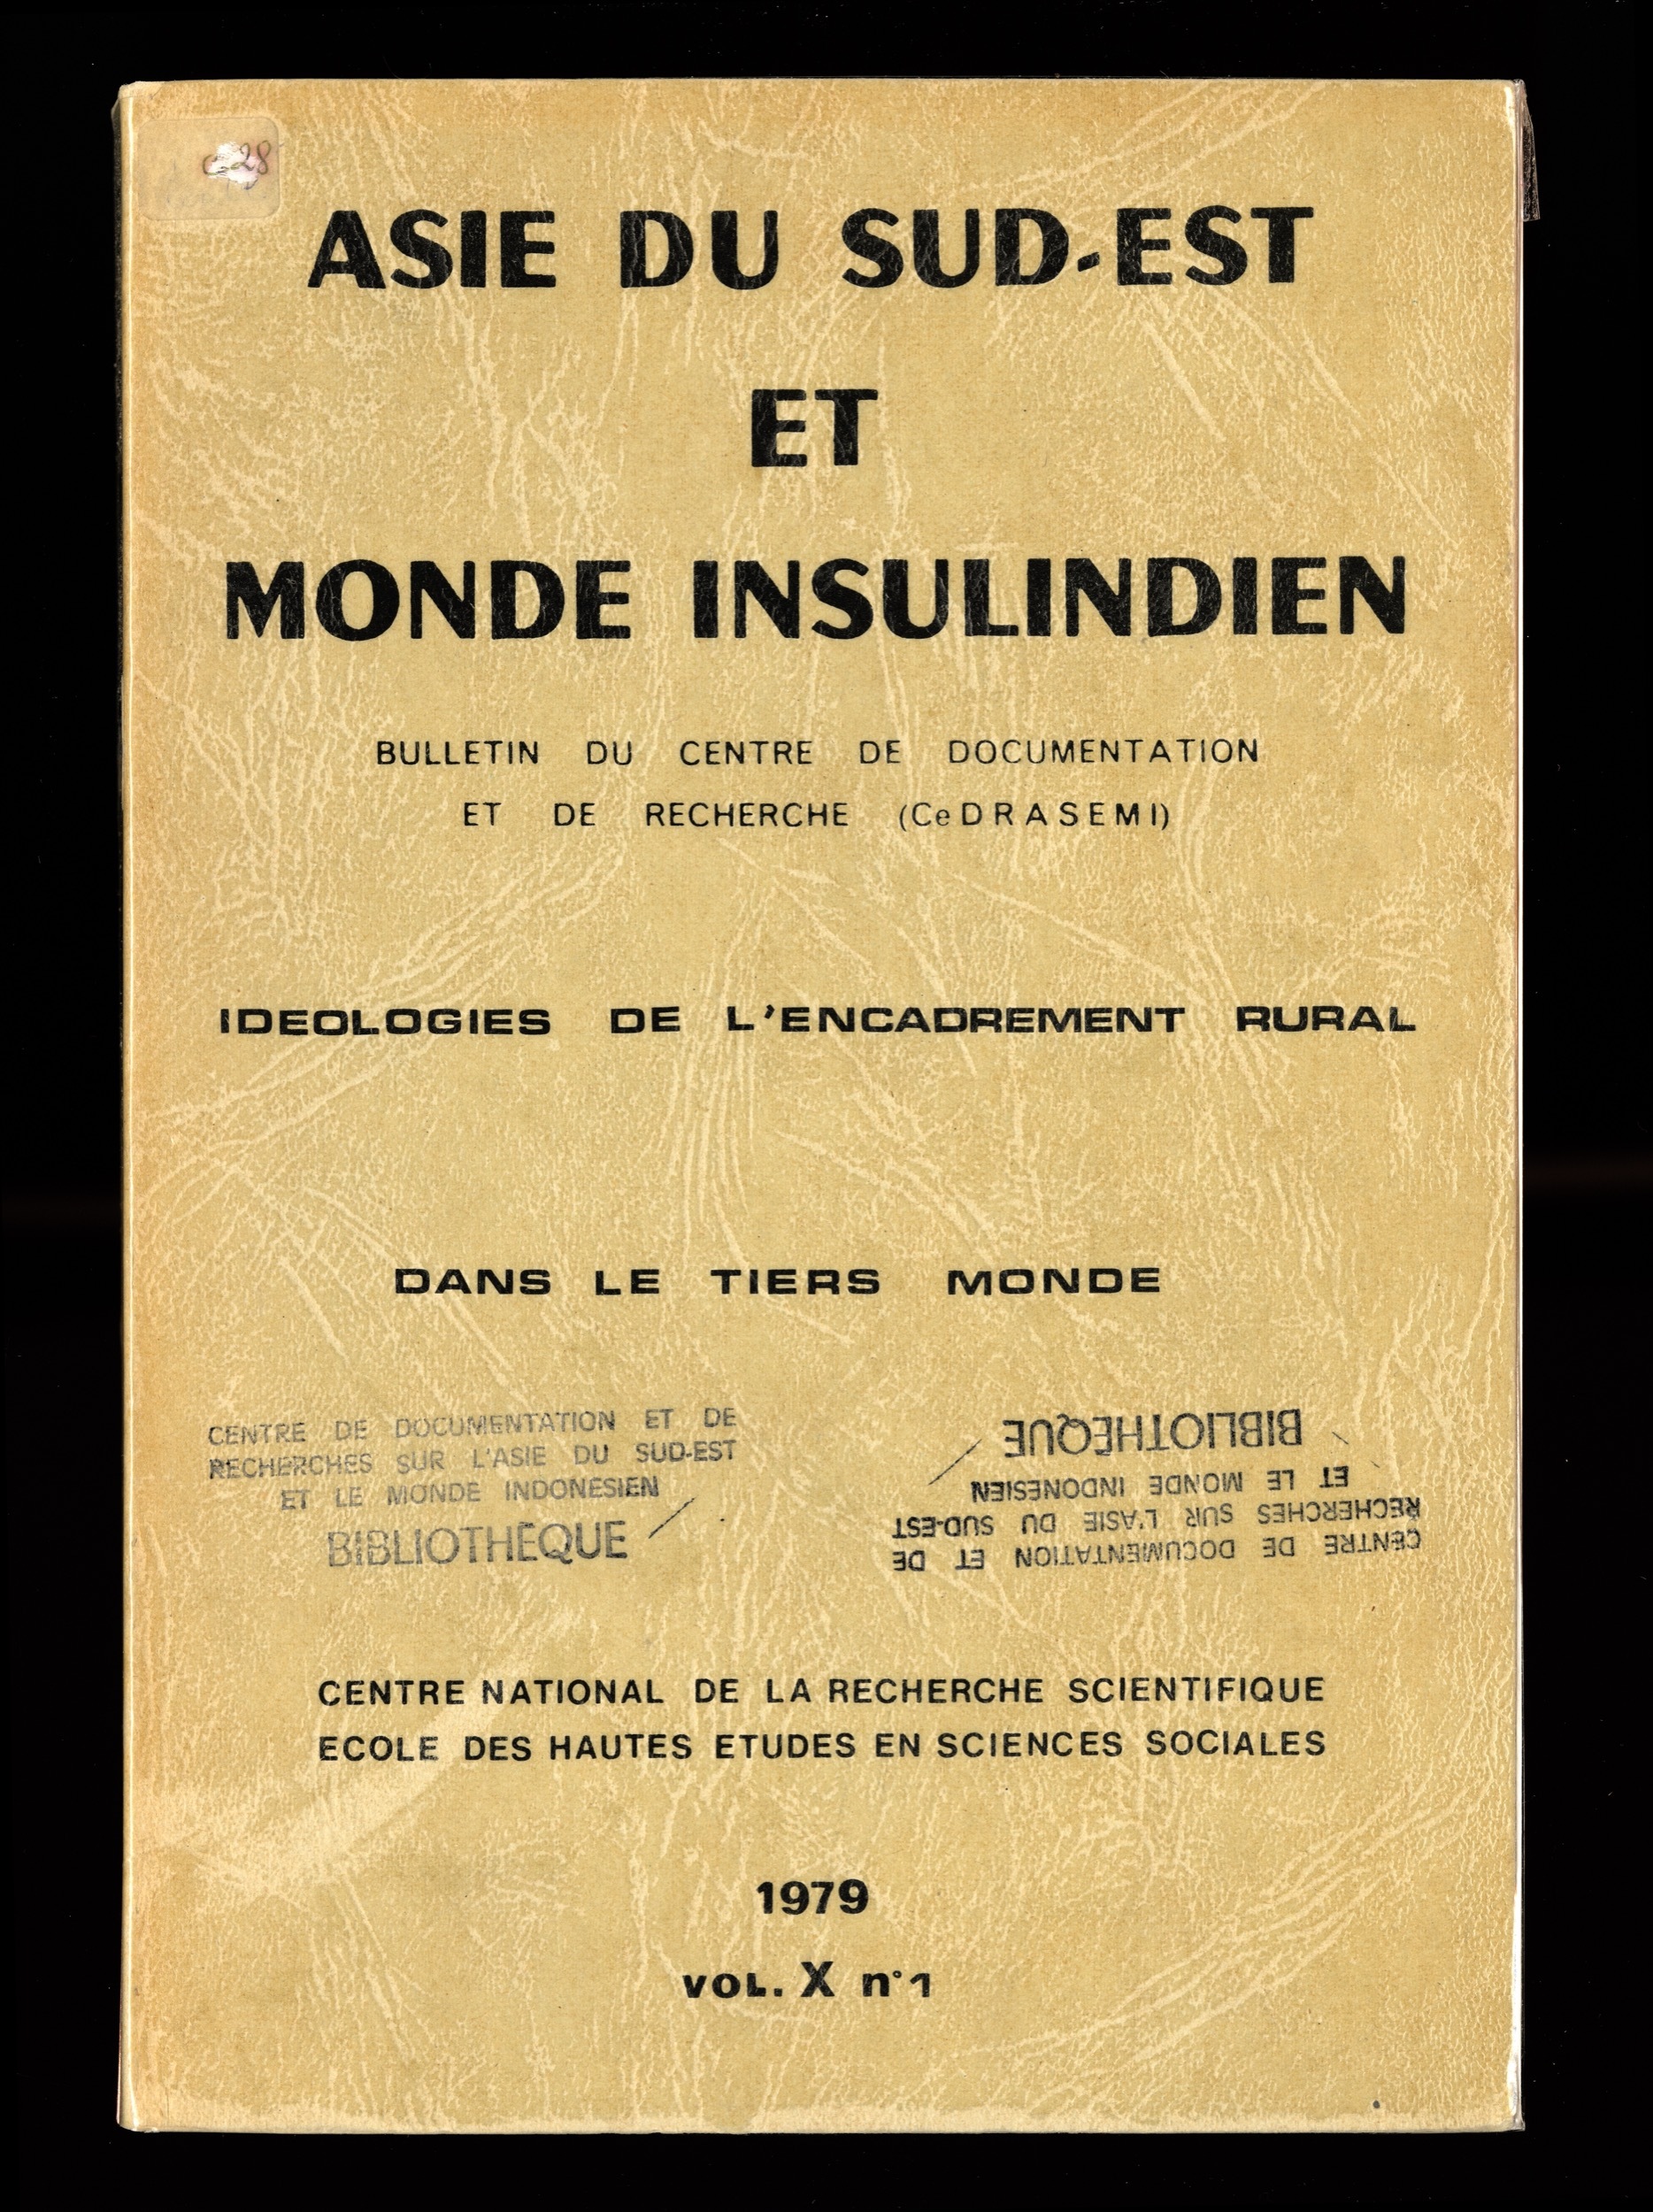 28
ASIE DU SUD-EST
ET
MONDE INSULINDIEN
BULLETIN DU CENTRE DE DOCUMENTATION
ET DE RECHERCHE (CeDRASEMI)
IDEOLOGIES DE L'ENCADREMENT RURAL
DANS LE TIERS MONDE
CENTRE DE DOCUMENTATION ET DE
RECHERCHES SUR L'ASIE DU SUD-EST
ET LE MONDE INDONESIEN
BIBLIOTHEQUE
CENTRE DE DOCUMENTATION ET DE
RECHERCHES SUR L'ASIE DU SUD-EST
ET LE MONDE INDONESIEN
BIBLIOTHEQUE
CENTRE NATIONAL DE LA RECHERCHE SCIENTIFIQUE
ECOLE DES HAUTES ETUDES EN SCIENCES SOCIALES
1979
VOL. X n°1